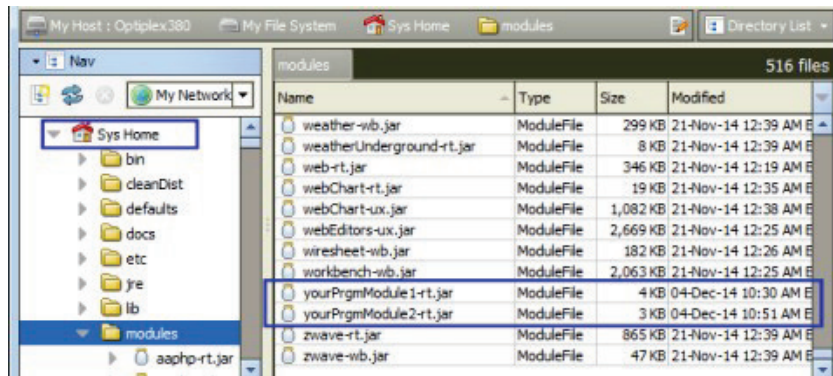 My Host : Optiplex380 My File System Sys Home modules Directory List
Nav
My Network
Sys Home
bin
cleanDist
defaults
docs
etc
jre
lib
modules
aaphp-rt.jar
modules 516 files
Name Type Size Modified
weather-wb.jar ModuleFile 299 KB 21-Nov-14 12:39 AM E
weatherUnderground-rt.jar ModuleFile 8 KB 21-Nov-14 12:39 AM E
web-rt.jar ModuleFile 346 KB 21-Nov-14 12:19 AM E
webChart-rt.jar ModuleFile 19 KB 21-Nov-14 12:35 AM E
webChart-ux.jar ModuleFile 1,082 KB 21-Nov-14 12:38 AM E
webEditors-ux.jar ModuleFile 2,669 KB 21-Nov-14 12:25 AM E
wiresheet-wb.jar ModuleFile 182 KB 21-Nov-14 12:26 AM E
workbench-wb.jar ModuleFile 2,063 KB 21-Nov-14 12:25 AM E
yourPrgmModule1-rt.jar ModuleFile 4 KB 04-Dec-14 10:30 AM E
yourPrgmModule2-rt.jar ModuleFile 3 KB 04-Dec-14 10:51 AM E
zwave-rt.jar ModuleFile 865 KB 21-Nov-14 12:39 AM E
zwave-wb.jar ModuleFile 47 KB 21-Nov-14 12:39 AM E